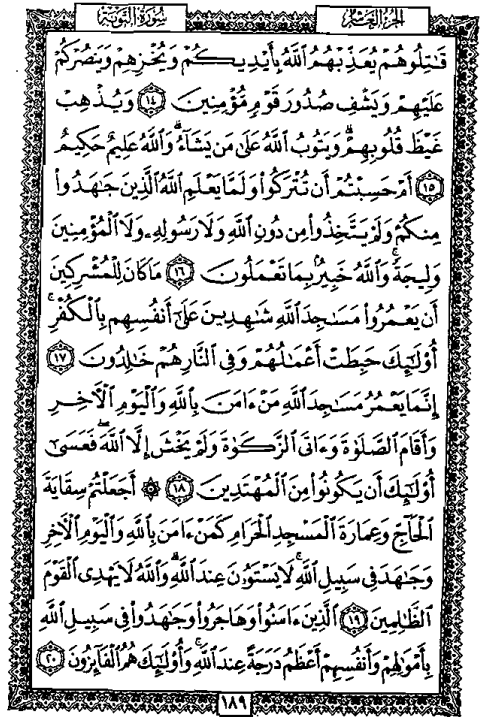 الجزء العاشر
سورة التوبة
قَٰتِلُوهُمْ يُعَذِّبْهُمُ ٱللَّهُ بِأَيْدِيكُمْ وَيُخْزِهِمْ وَيَنصُرْكُمْ
عَلَيْهِمْ وَيَشْفِ صُدُورَ قَوْمٍ مُّؤْمِنِينَ ١٤ وَيُذْهِبْ
غَيْظَ قُلُوبِهِمْ ۗ وَيَتُوبُ ٱللَّهُ عَلَىٰ مَن يَشَآءُ ۗ وَٱللَّهُ عَلِيمٌ حَكِيمٌ
١٥ أَمْ حَسِبْتُمْ أَن تُتْرَكُوا۟ وَلَمَّا يَعْلَمِ ٱللَّهُ ٱلَّذِينَ جَٰهَدُوا۟
مِنكُمْ وَلَمْ يَتَّخِذُوا۟ مِن دُونِ ٱللَّهِ وَلَا رَسُولِهِۦ وَلَا ٱلْمُؤْمِنِينَ
وَلِيجَةً ۚ وَٱللَّهُ خَبِيرٌۢ بِمَا تَعْمَلُونَ ١٦ مَا كَانَ لِلْمُشْرِكِينَ
أَن يَعْمُرُوا۟ مَسَٰجِدَ ٱللَّهِ شَٰهِدِينَ عَلَىٰٓ أَنفُسِهِم بِٱلْكُفْرِ ۚ
أُو۟لَٰٓئِكَ حَبِطَتْ أَعْمَٰلُهُمْ وَفِى ٱلنَّارِ هُمْ خَٰلِدُونَ ١٧
إِنَّمَا يَعْمُرُ مَسَٰجِدَ ٱللَّهِ مَنْ ءَامَنَ بِٱللَّهِ وَٱلْيَوْمِ ٱلْءَاخِرِ
وَأَقَامَ ٱلصَّلَوٰةَ وَءَاتَى ٱلزَّكَوٰةَ وَلَمْ يَخْشَ إِلَّا ٱللَّهَ ۖ فَعَسَىٰٓ
أُو۟لَٰٓئِكَ أَن يَكُونُوا۟ مِنَ ٱلْمُهْتَدِينَ ١٨ ۞ أَجَعَلْتُمْ سِقَايَةَ
ٱلْحَآجِّ وَعِمَارَةَ ٱلْمَسْجِدِ ٱلْحَرَامِ كَمَنْ ءَامَنَ بِٱللَّهِ وَٱلْيَوْمِ ٱلْءَاخِرِ
وَجَٰهَدَ فِى سَبِيلِ ٱللَّهِ ۚ لَا يَسْتَوُۥنَ عِندَ ٱللَّهِ ۗ وَٱللَّهُ لَا يَهْدِى ٱلْقَوْمَ
ٱلظَّٰلِمِينَ ١٩ ٱلَّذِينَ ءَامَنُوا۟ وَهَاجَرُوا۟ وَجَٰهَدُوا۟ فِى سَبِيلِ ٱللَّهِ
بِأَمْوَٰلِهِمْ وَأَنفُسِهِمْ أَعْظَمُ دَرَجَةً عِندَ ٱللَّهِ ۚ وَأُو۟لَٰٓئِكَ هُمُ ٱلْفَآئِزُونَ ٢٠
١٨٩